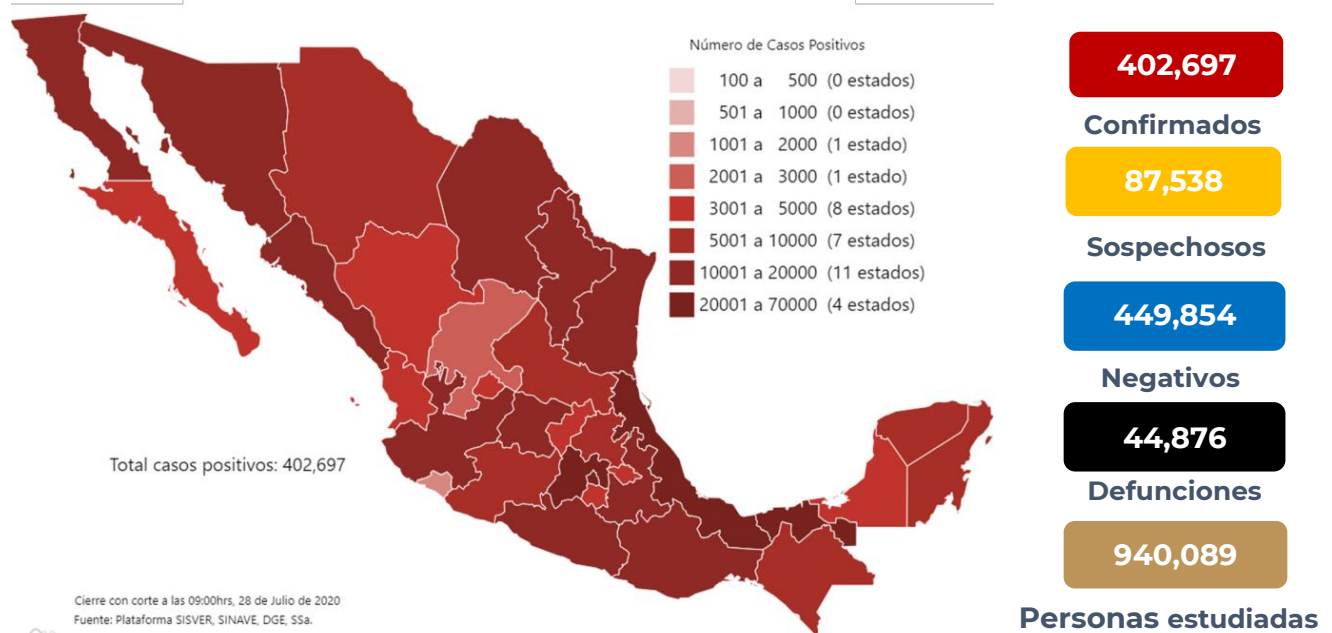 Número de Casos Positivos
100 a 500 (0 estados)
501 a 1000 (0 estados)
1001 a 2000 (1 estado)
2001 a 3000 (1 estado)
3001 a 5000 (8 estados)
5001 a 10000 (7 estados)
10001 a 20000 (11 estados)
20001 a 70000 (4 estados)
Total casos positivos: 402,697
Cierre con corte a las 09:00hrs, 28 de Julio de 2020
Fuente: Plataforma SISVER, SINAVE, DGE, SSa.
402,697
Confirmados
87,538
Sospechosos
449,854
Negativos
44,876
Defunciones
940,089
Personas estudiadas